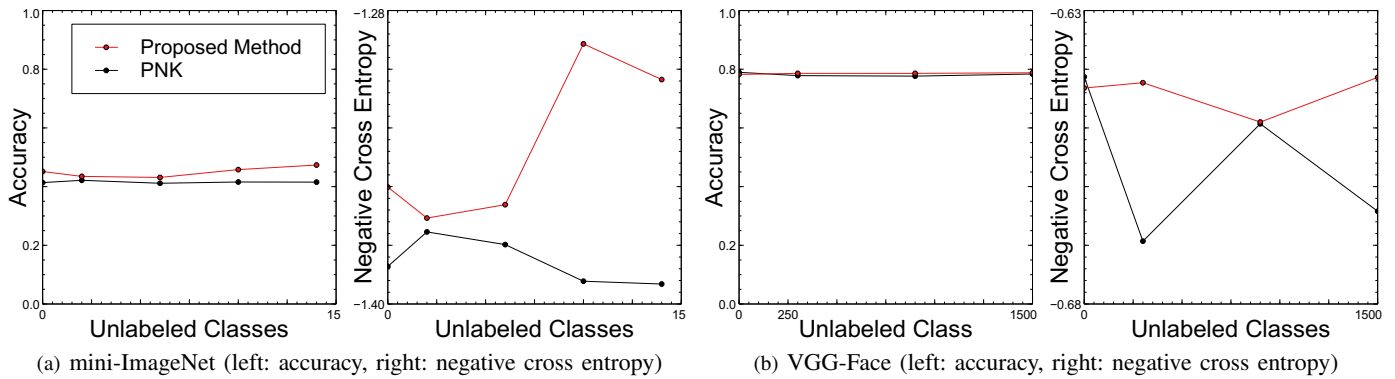 1.0
0.8
0.2
0.0
Accuracy
Proposed Method
PNK
0
15
Unlabeled Classes
−1.28
−1.40
Negative Cross Entropy
0
15
Unlabeled Classes
(a) mini-ImageNet (left: accuracy, right: negative cross entropy)
1.0
0.8
0.2
0.0
Accuracy
0
250
1500
Unlabeled Class
−0.63
−0.68
Negative Cross Entropy
0
1500
Unlabeled Classes
(b) VGG-Face (left: accuracy, right: negative cross entropy)